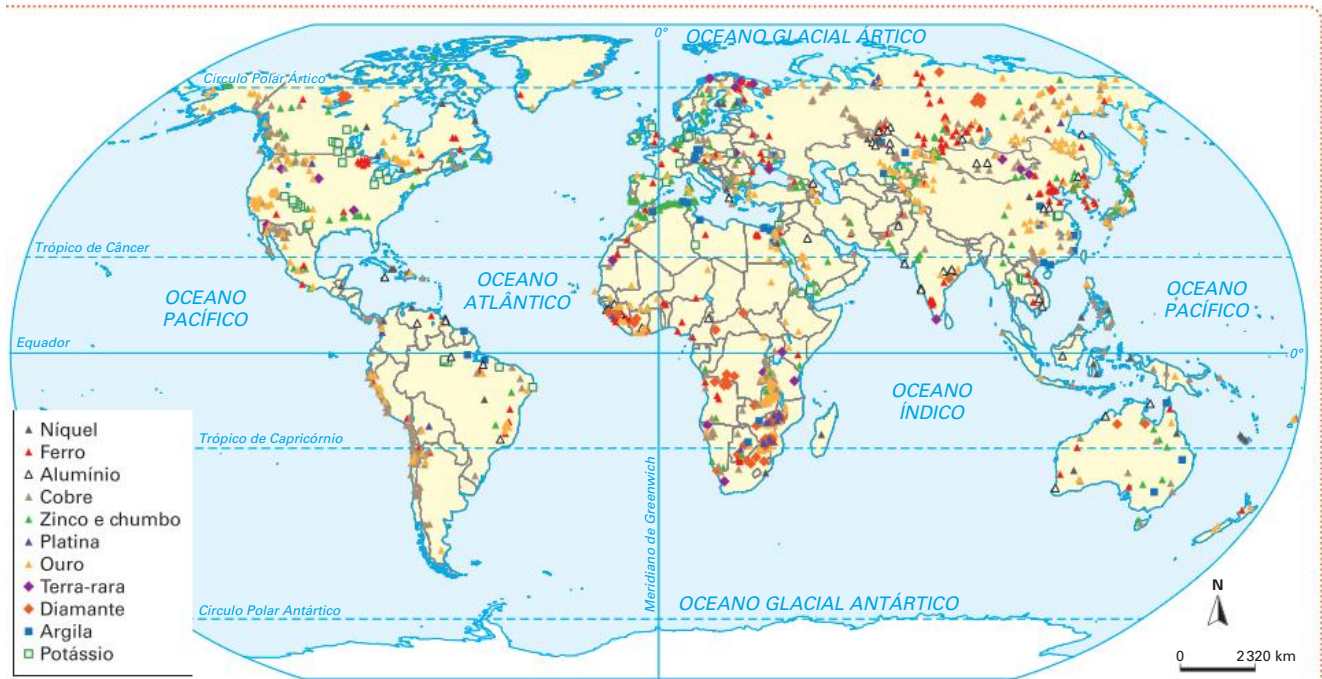 OCEANO GLACIAL ÁRTICO
0°
Círculo Polar Ártico
Trópico de Câncer
OCEANO
PACÍFICO
OCEANO
ATLÂNTICO
OCEANO
PACÍFICO
Equador
0°
OCEANO
ÍNDICO
Níquel
Ferro
Alumínio
Cobre
Zinco e chumbo
Platina
Ouro
Terra-rara
Diamante
Argila
Potássio
Trópico de Capricórnio
Meridiano de Greenwich
Círculo Polar Antártico
OCEANO GLACIAL ANTÁRTICO
N
0 2 320 km